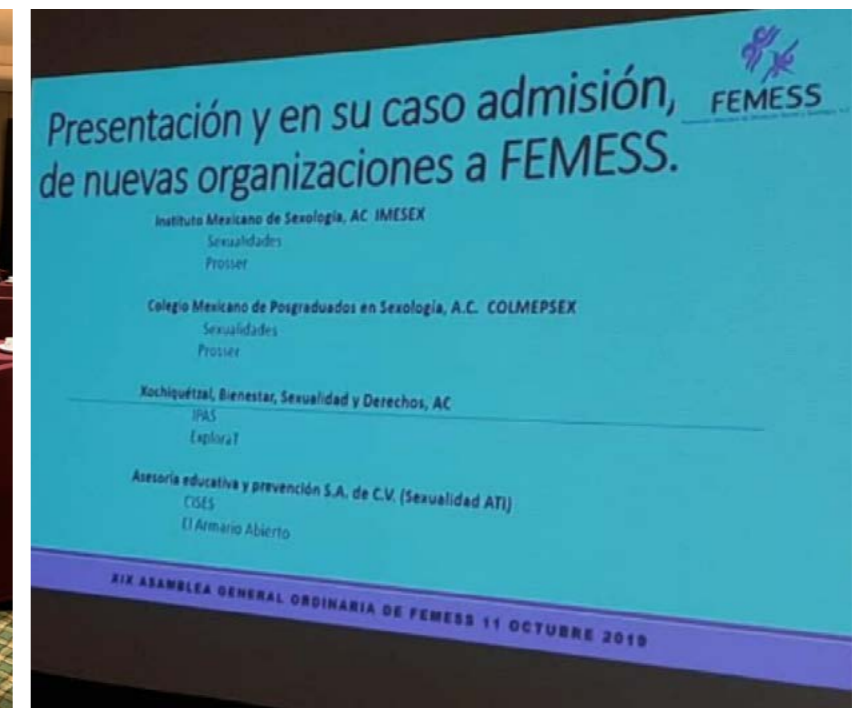 Presentación y en su caso admisión,
de nuevas organizaciones a FEMESS.
FEMESS
Instituto Mexicano de Sexología, AC IMESEX
Sexualidades
Prosser
Colegio Mexicano de Posgraduados en Sexología, A.C. COLMEPSEX
Sexualidades
Prosser
Xochiquétzal, Bienestar, Sexualidad y Derechos, AC
IPAS
ExploraT
Asesoría educativa y prevención S.A. de C.V. (Sexualidad ATI)
CISES
El Armario Abierto
XIX ASAMBLEA GENERAL ORDINARIA DE FEMESS 11 OCTUBRE 2019